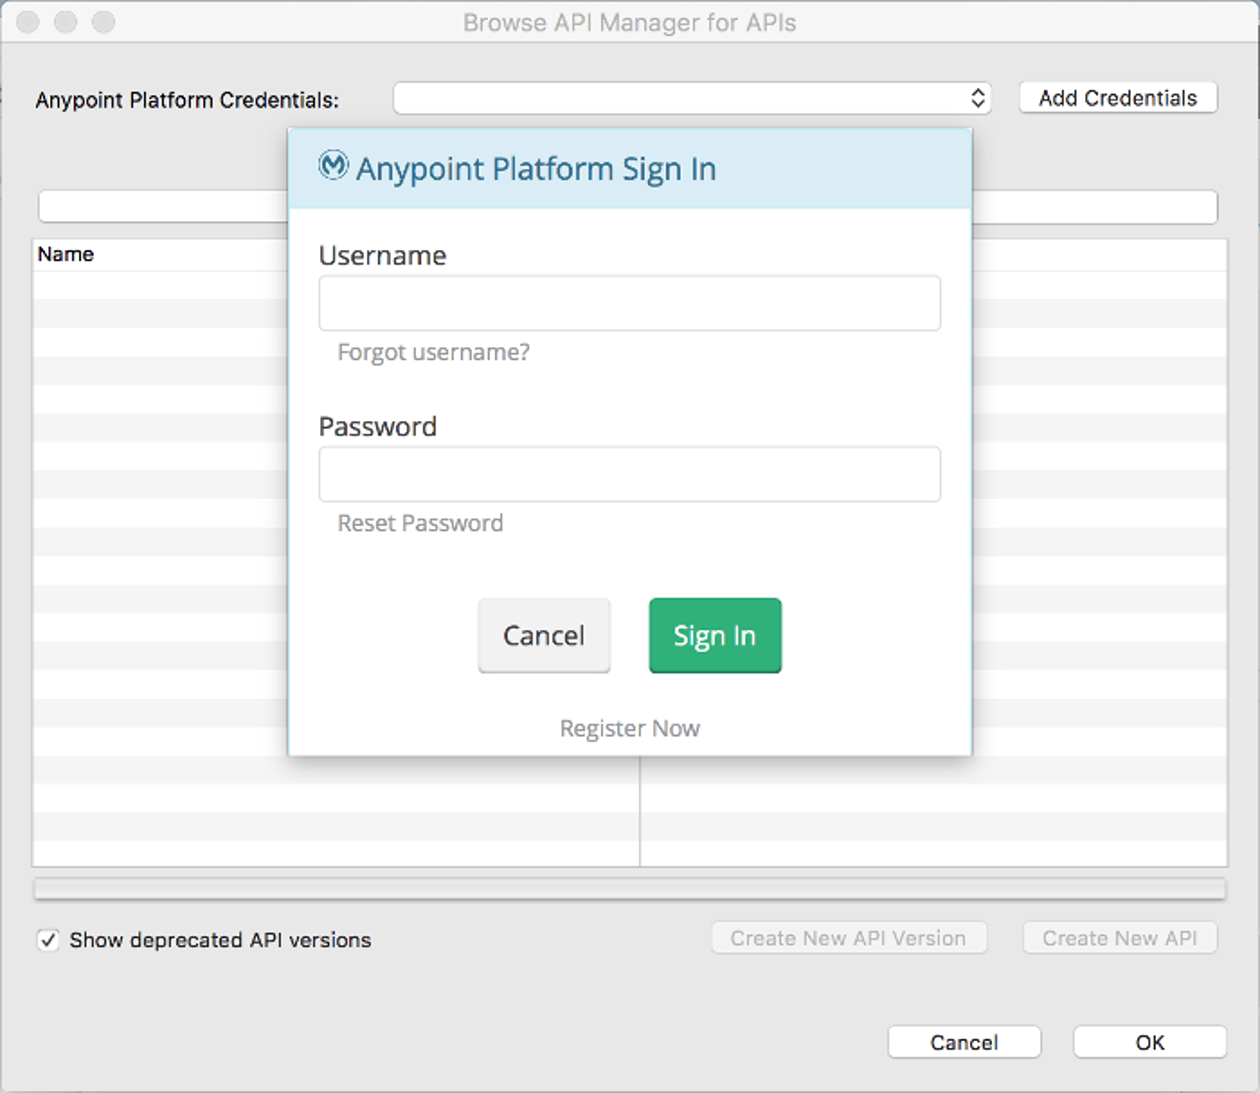 Browse API Manager for APIs
Anypoint Platform Credentials:
Add Credentials
Anypoint Platform Sign In
Name
Username
Forgot username?
Password
Reset Password
Cancel
Sign In
Register Now
Show deprecated API versions
Create New API Version
Create New API
Cancel
OK